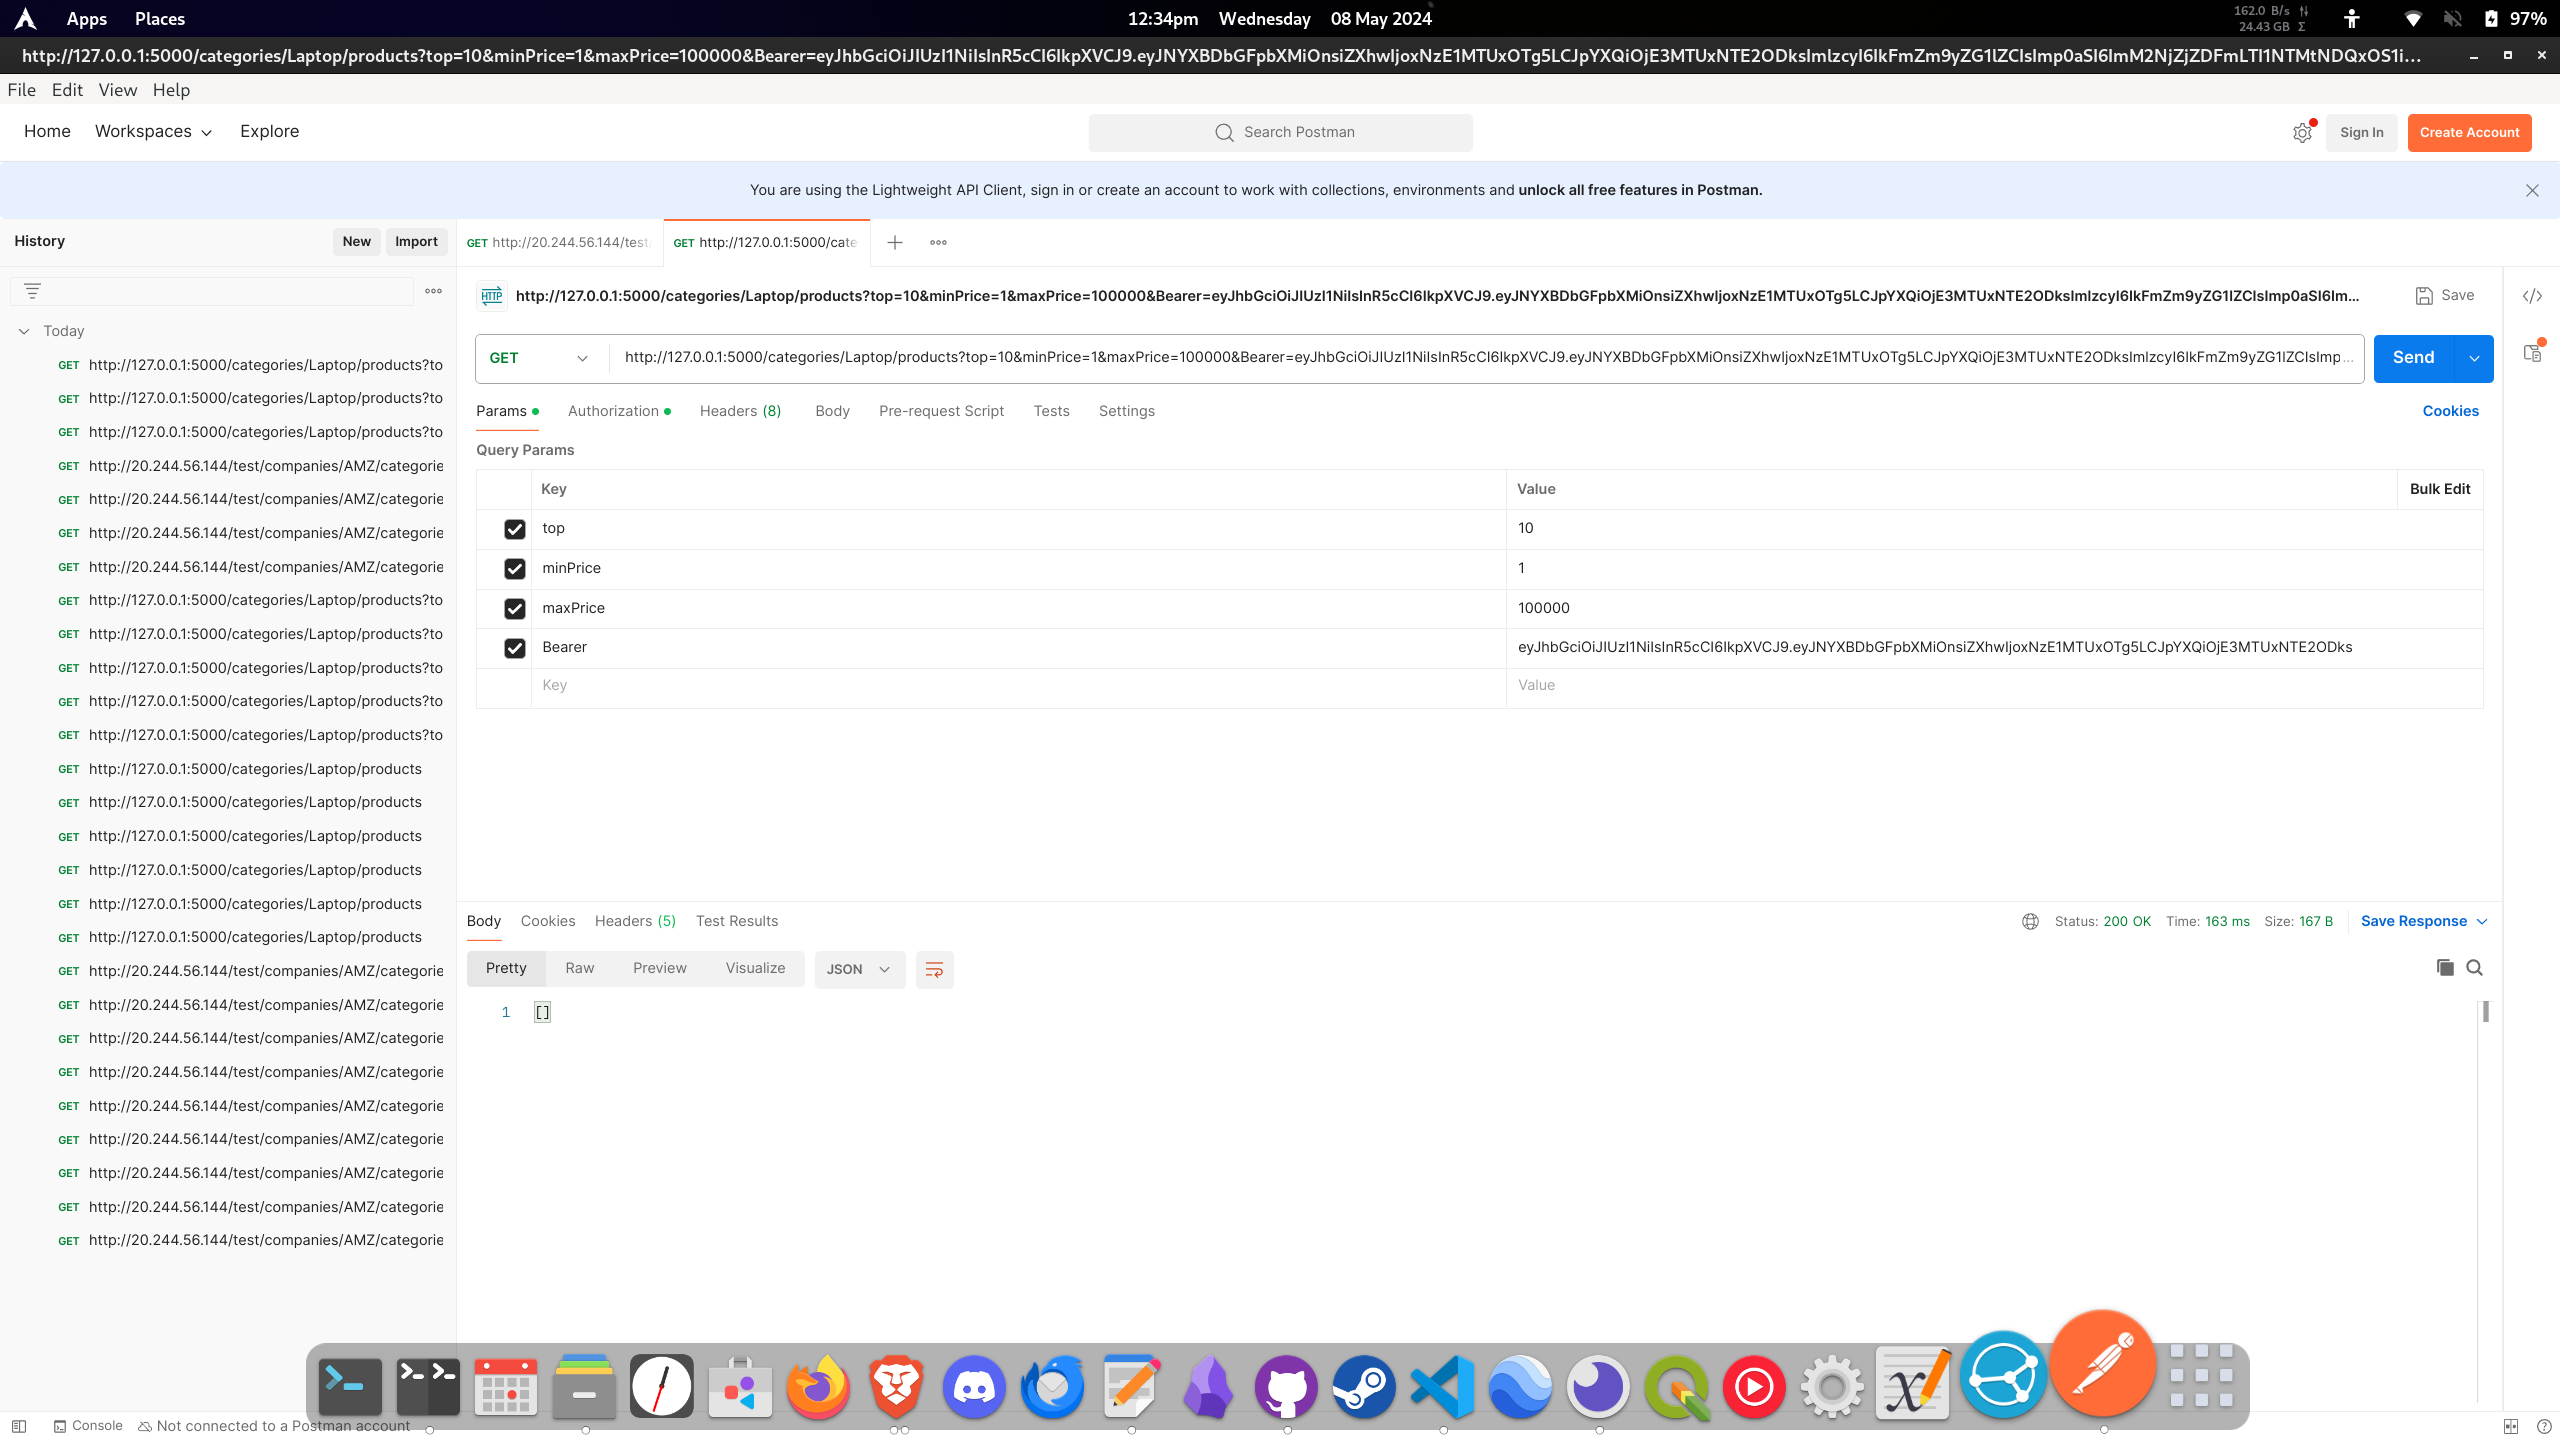 Apps Places 12:34pm Wednesday 08 May 2024 162.0 B/s 24.43 GB Σ 97%
http://127.0.0.1:5000/categories/Laptop/products?top=10&minPrice=1&maxPrice=100000&Bearer=eyJhbGciOiJIUzI1NiIsInR5cCI6IkpXVCJ9.eyJNYXBDbGFpbXMiOnsiZXhwIjoxNzE1MTUxOTg5LCJpYXQiOjE3MTUxNTE2ODksImlzcyI6IkFmZm9yZG1lZCIsImp0aSI6ImM2NjZjZDFmLTI1NTMtNDQxOS1i...
File Edit View Help
Home Workspaces Explore Search Postman Sign In Create Account
You are using the Lightweight API Client, sign in or create an account to work with collections, environments and unlock all free features in Postman.
History New Import GET http://20.244.56.144/test/ GET http://127.0.0.1:5000/cate
HTTP http://127.0.0.1:5000/categories/Laptop/products?top=10&minPrice=1&maxPrice=100000&Bearer=eyJhbGciOiJIUzI1NiIsInR5cCI6IkpXVCJ9.eyJNYXBDbGFpbXMiOnsiZXhwIjoxNzE1MTUxOTg5LCJpYXQiOjE3MTUxNTE2ODksImlzcyI6IkFmZm9yZG1lZCIsImp0aSI6Im... Save
Today
GET http://127.0.0.1:5000/categories/Laptop/products?to
GET http://127.0.0.1:5000/categories/Laptop/products?to
GET http://127.0.0.1:5000/categories/Laptop/products?to
GET http://20.244.56.144/test/companies/AMZ/categorie
GET http://20.244.56.144/test/companies/AMZ/categorie
GET http://20.244.56.144/test/companies/AMZ/categorie
GET http://20.244.56.144/test/companies/AMZ/categorie
GET http://127.0.0.1:5000/categories/Laptop/products?to
GET http://127.0.0.1:5000/categories/Laptop/products?to
GET http://127.0.0.1:5000/categories/Laptop/products?to
GET http://127.0.0.1:5000/categories/Laptop/products?to
GET http://127.0.0.1:5000/categories/Laptop/products?to
GET http://127.0.0.1:5000/categories/Laptop/products
GET http://127.0.0.1:5000/categories/Laptop/products
GET http://127.0.0.1:5000/categories/Laptop/products
GET http://127.0.0.1:5000/categories/Laptop/products
GET http://127.0.0.1:5000/categories/Laptop/products
GET http://127.0.0.1:5000/categories/Laptop/products
GET http://20.244.56.144/test/companies/AMZ/categorie
GET http://20.244.56.144/test/companies/AMZ/categorie
GET http://20.244.56.144/test/companies/AMZ/categorie
GET http://20.244.56.144/test/companies/AMZ/categorie
GET http://20.244.56.144/test/companies/AMZ/categorie
GET http://20.244.56.144/test/companies/AMZ/categorie
GET http://20.244.56.144/test/companies/AMZ/categorie
GET http://20.244.56.144/test/companies/AMZ/categorie
GET http://20.244.56.144/test/companies/AMZ/categorie
GET http://127.0.0.1:5000/categories/Laptop/products?top=10&minPrice=1&maxPrice=100000&Bearer=eyJhbGciOiJIUzI1NiIsInR5cCI6IkpXVCJ9.eyJNYXBDbGFpbXMiOnsiZXhwIjoxNzE1MTUxOTg5LCJpYXQiOjE3MTUxNTE2ODksImlzcyI6IkFmZm9yZG1lZCIsImp... Send
Params Authorization Headers (8) Body Pre-request Script Tests Settings Cookies
Query Params
Key Value Bulk Edit
top 10
minPrice 1
maxPrice 100000
Bearer eyJhbGciOiJIUzI1NiIsInR5cCI6IkpXVCJ9.eyJNYXBDbGFpbXMiOnsiZXhwIjoxNzE1MTUxOTg5LCJpYXQiOjE3MTUxNTE2ODks
Key Value
Body Cookies Headers (5) Test Results Status: 200 OK Time: 163 ms Size: 167 B Save Response
Pretty Raw Preview Visualize JSON
1 []
Console Not connected to a Postman account